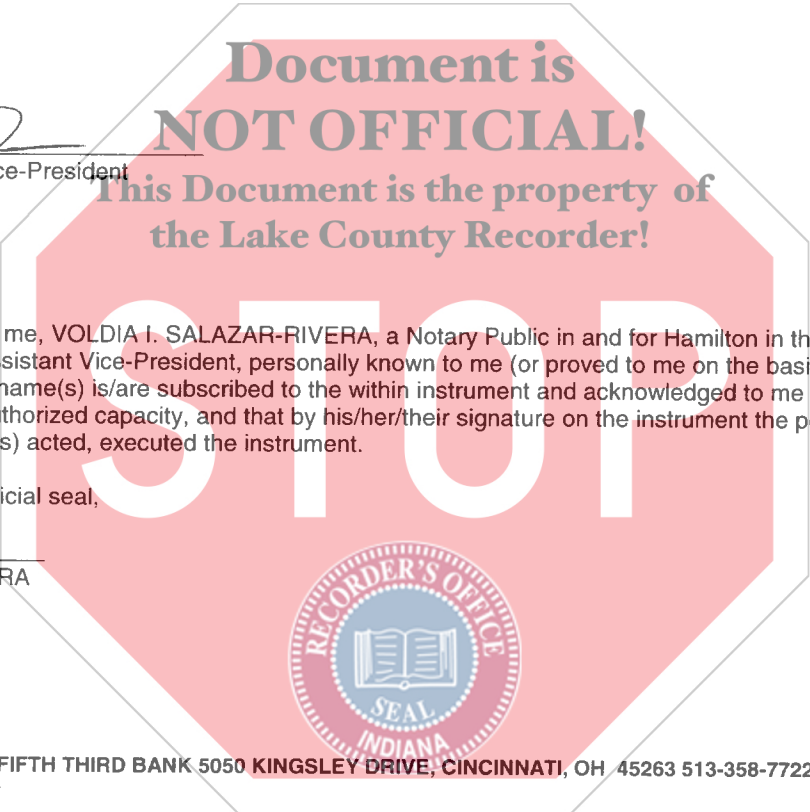 Document is
NOT OFFICIAL!
ce-President
This Document is the property of
the Lake County Recorder!
me, VOLDIA I. SALAZAR-RIVERA, a Notary Public in and for Hamilton in th
ssistant Vice-President, personally known to me (or proved to me on the basi
name(s) is/are subscribed to the within instrument and acknowledged to me
uthorized capacity, and that by his/her/their signature on the instrument the p
s) acted, executed the instrument.
STOP
icial seal,
RA
RECORDER'S OFFICE
SEAL
INDIANA
FIFTH THIRD BANK 5050 KINGSLEY DRIVE, CINCINNATI, OH 45263 513-358-7722